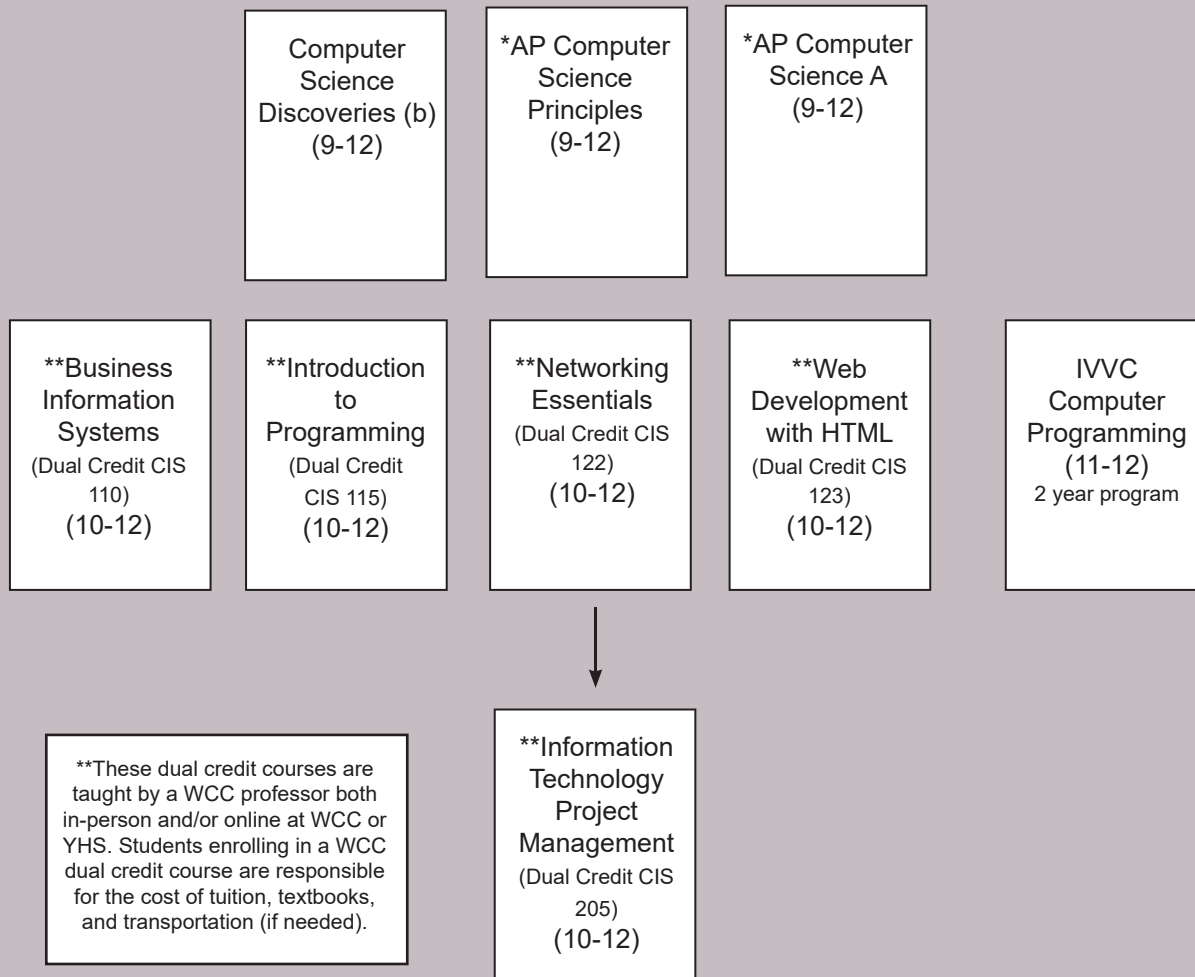 Computer
Science
Discoveries (b)
(9-12)
*AP Computer
Science
Principles
(9-12)
*AP Computer
Science A
(9-12)
**Business
Information
Systems
(Dual Credit CIS
110)
(10-12)
**Introduction
to
Programming
(Dual Credit
CIS 115)
(10-12)
**Networking
Essentials
(Dual Credit CIS
122)
(10-12)
**Web
Development
with HTML
(Dual Credit CIS
123)
(10-12)
IVVC
Computer
Programming
(11-12)
2 year program
**These dual credit courses are
taught by a WCC professor both
in-person and/or online at WCC or
YHS. Students enrolling in a WCC
dual credit course are responsible
for the cost of tuition, textbooks,
and transportation (if needed).
**Information
Technology
Project
Management
(Dual Credit CIS
205)
(10-12)